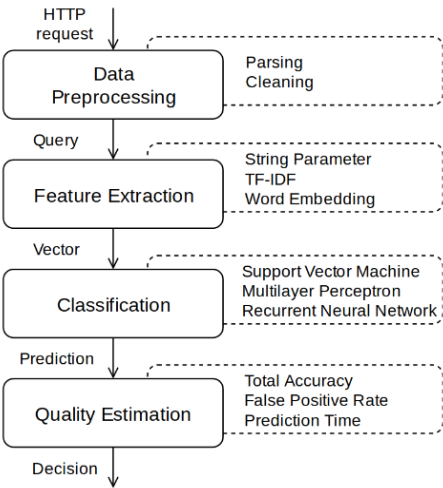 HTTP
request
Data
Preprocessing
Parsing
Cleaning
Query
Feature Extraction
String Parameter
TF-IDF
Word Embedding
Vector
Classification
Support Vector Machine
Multilayer Perceptron
Recurrent Neural Network
Prediction
Quality Estimation
Total Accuracy
False Positive Rate
Prediction Time
Decision